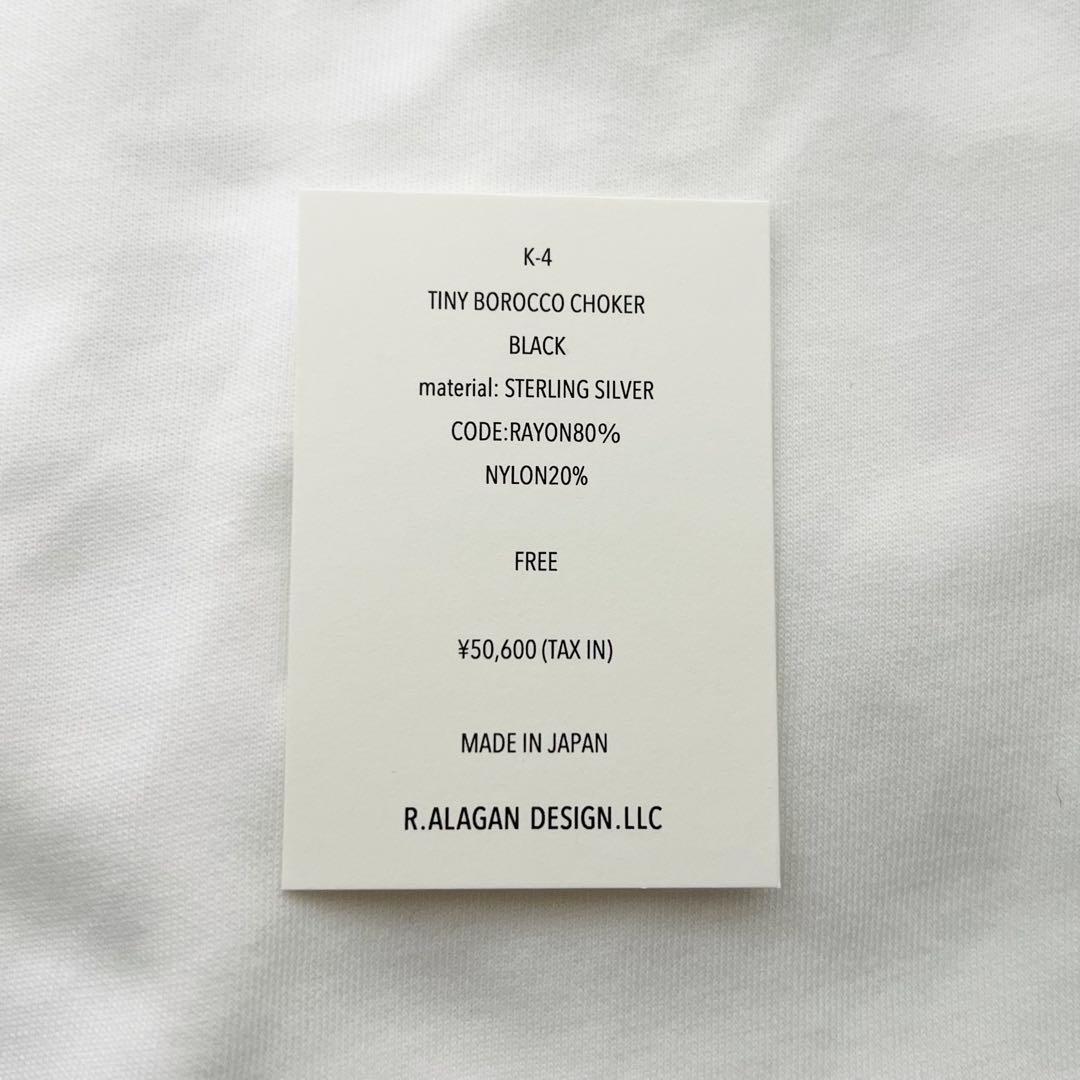 K-4
TINY BOROCCO CHOKER
BLACK
material: STERLING SILVER
CODE:RAYON80%
NYLON20%
FREE
¥50,600 (TAX IN)
MADE IN JAPAN
R.ALAGAN DESIGN.LLC